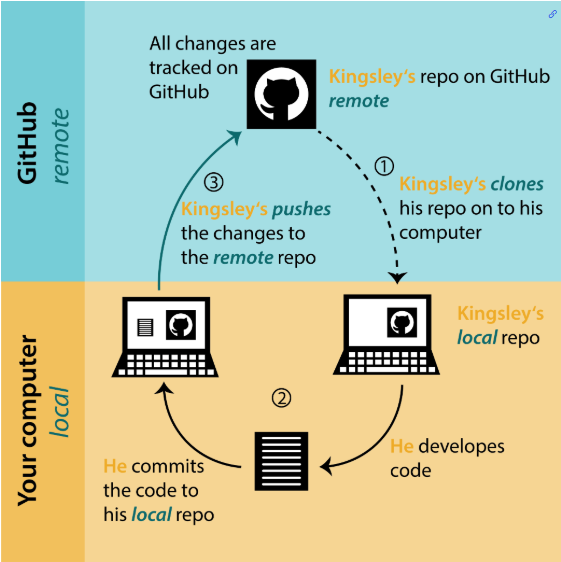 All changes are
tracked on
GitHub
Kingsley's repo on GitHub
remote
GitHub
remote
①
Kingsley's clones
his repo on to his
computer
③
Kingsley's pushes
the changes to
the remote repo
Kingsley's
local repo
Your computer
local
②
He developes
code
He commits
the code to
his local repo